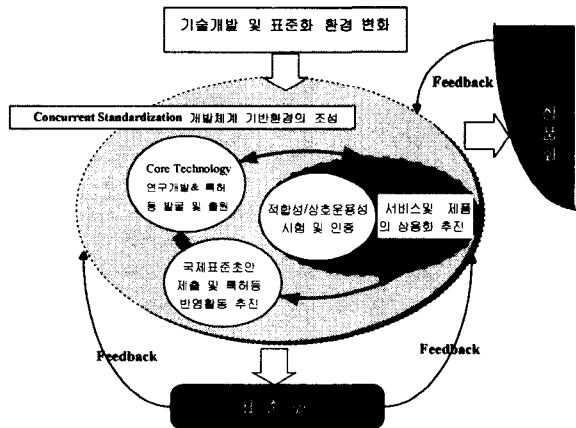 기술개발 및 표준화 환경 변화
Feedback
Concurrent Standardization 개발체계 기반환경의 조성
Core Technology
연구개발& 특허
등 발굴 및 출원
적합성/상호운용성
시험 및 인증
서비스및 제품
의 상용화 추진
국제표준초안
제출 및 특허등
반영활동 추진
Feedback
Feedback